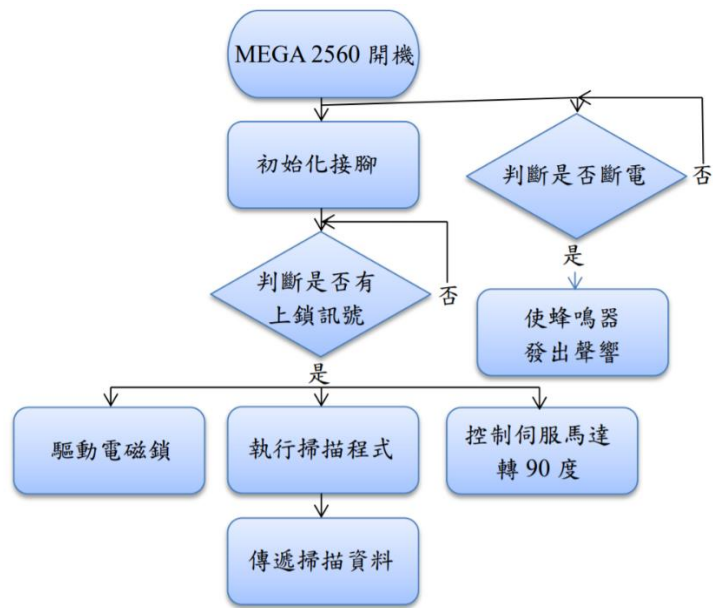 MEGA 2560 開機
初始化接腳
判斷是否斷電
否
是
判斷是否有
上鎖訊號
否
使蜂鳴器
發出聲響
是
驅動電磁鎖
執行掃描程式
控制伺服馬達
轉 90 度
傳遞掃描資料